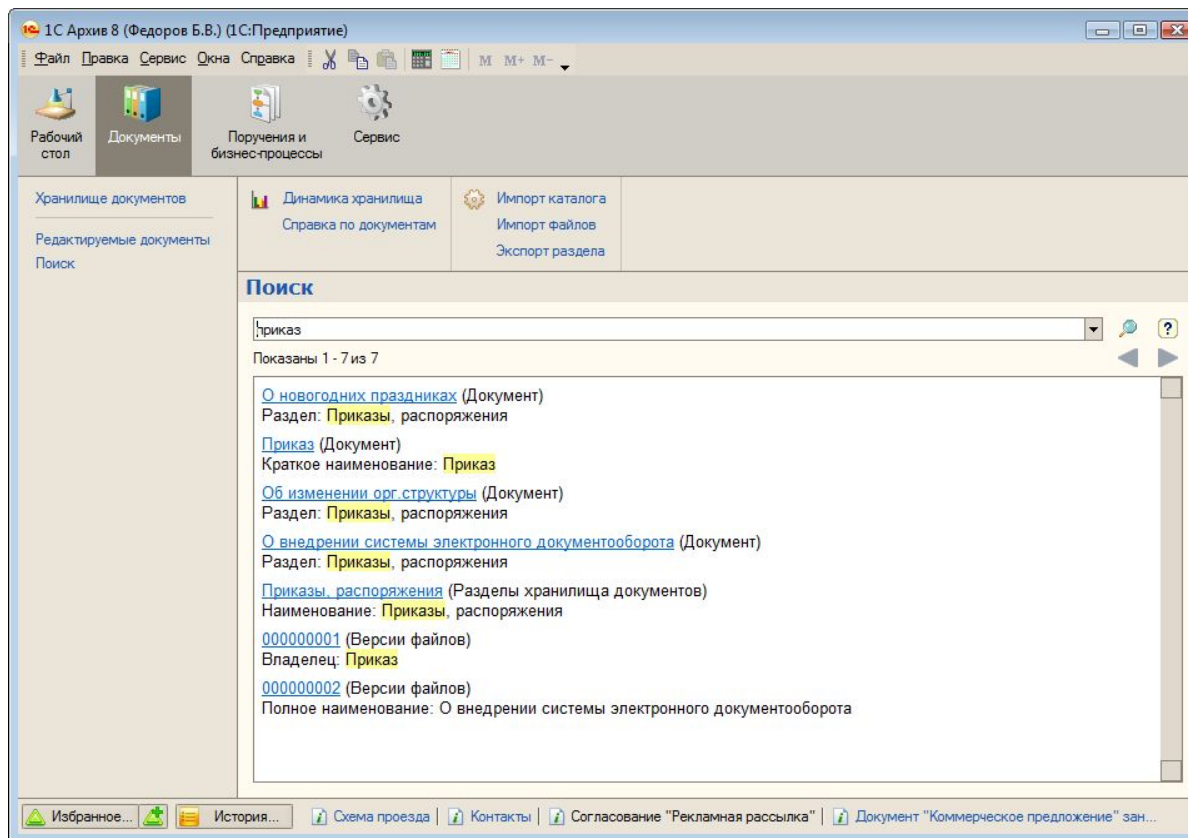 1С Архив 8 (Федоров Б.В.) (1С:Предприятие)
Файл Правка Сервис Окна Справка M M+ M-
Рабочий стол
Документы
Поручения и бизнес-процессы
Сервис
Хранилище документов
Редактируемые документы
Поиск
Динамика хранилища
Справка по документам
Импорт каталога
Импорт файлов
Экспорт раздела
Поиск
приказ
Показаны 1 - 7 из 7
О новогодних праздниках (Документ)
Раздел: Приказы, распоряжения
Приказ (Документ)
Краткое наименование: Приказ
Об изменении орг.структуры (Документ)
Раздел: Приказы, распоряжения
О внедрении системы электронного документооборота (Документ)
Раздел: Приказы, распоряжения
Приказы, распоряжения (Разделы хранилища документов)
Наименование: Приказы, распоряжения
000000001 (Версии файлов)
Владелец: Приказ
000000002 (Версии файлов)
Полное наименование: О внедрении системы электронного документооборота
Избранное... История... Схема проезда Контакты Согласование "Рекламная рассылка" Документ "Коммерческое предложение" зан...